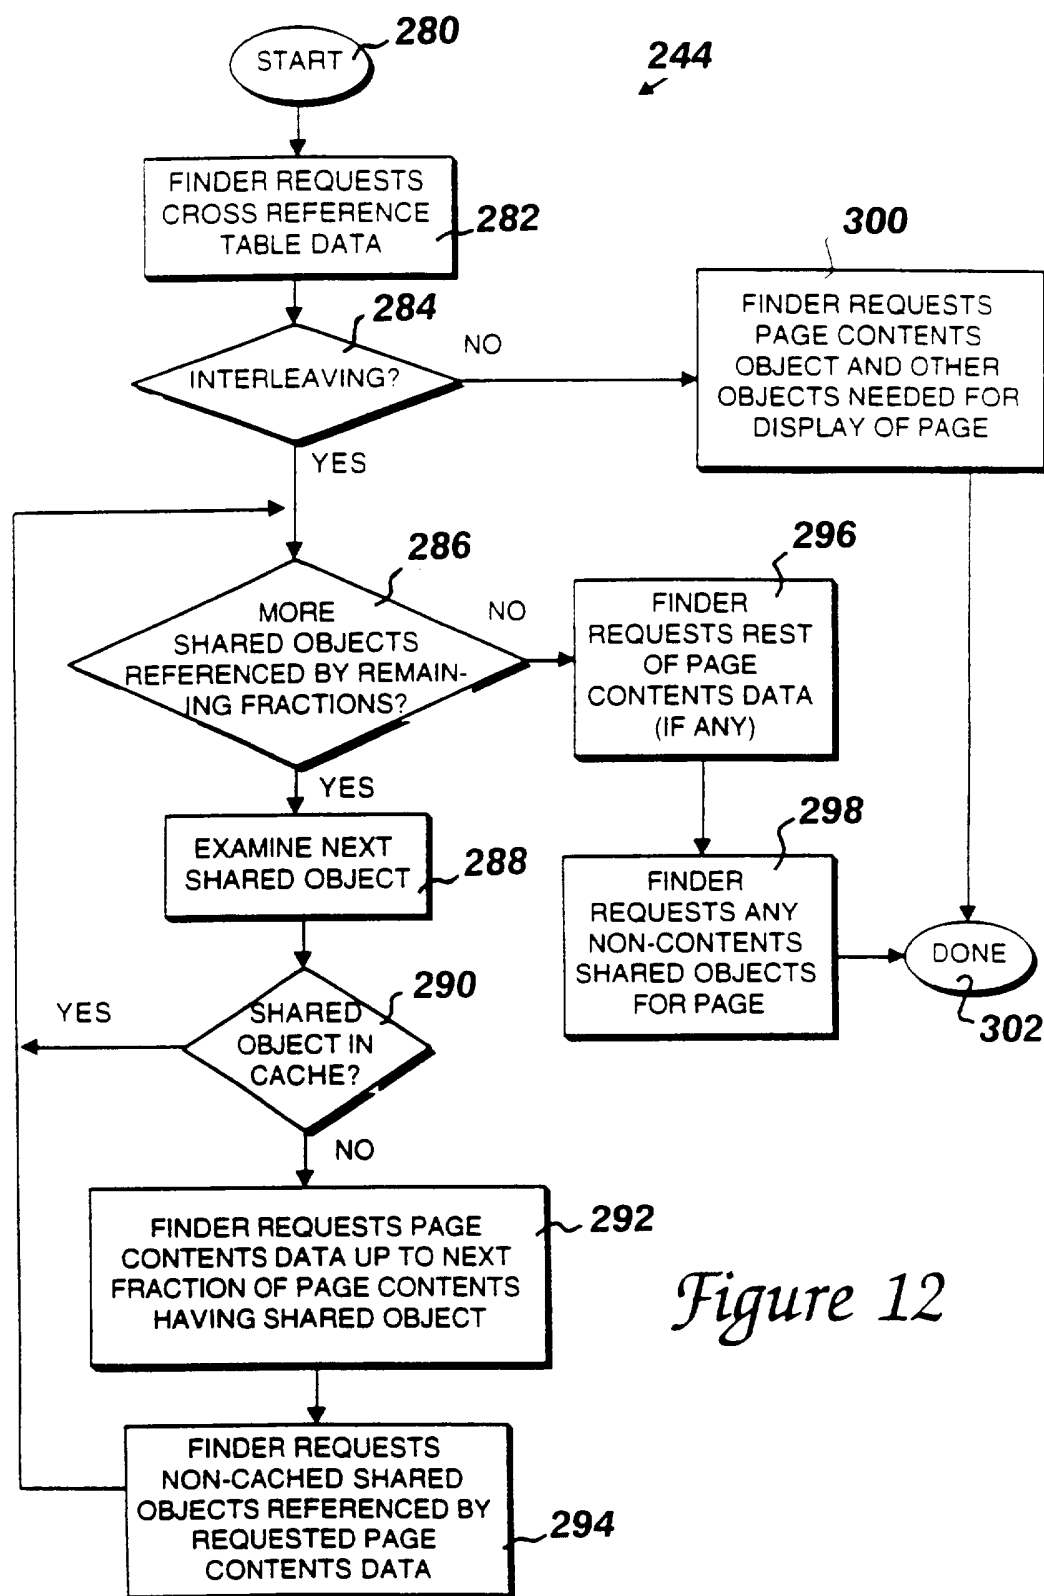 START
280
244
FINDER REQUESTS
CROSS REFERENCE
TABLE DATA
282
300
FINDER REQUESTS
PAGE CONTENTS
OBJECT AND OTHER
OBJECTS NEEDED FOR
DISPLAY OF PAGE
284
INTERLEAVING?
NO
YES
286
MORE
SHARED OBJECTS
REFERENCED BY REMAIN-
ING FRACTIONS?
NO
296
FINDER
REQUESTS REST
OF PAGE
CONTENTS DATA
(IF ANY)
YES
EXAMINE NEXT
SHARED OBJECT
288
298
FINDER
REQUESTS ANY
NON-CONTENTS
SHARED OBJECTS
FOR PAGE
DONE
302
290
SHARED
OBJECT IN
CACHE?
YES
NO
FINDER REQUESTS PAGE
CONTENTS DATA UP TO NEXT
FRACTION OF PAGE CONTENTS
HAVING SHARED OBJECT
292
Figure 12
FINDER REQUESTS
NON-CACHED SHARED
OBJECTS REFERENCED BY
REQUESTED PAGE
CONTENTS DATA
294